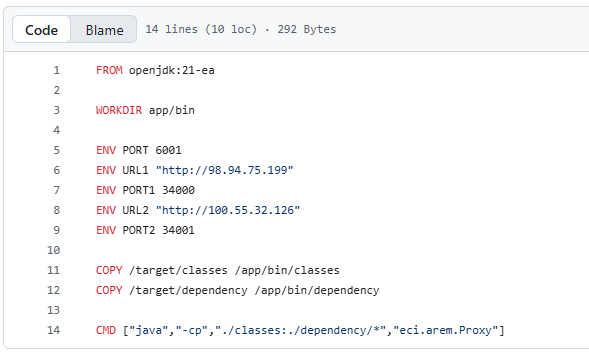 Code Blame 14 lines (10 loc) · 292 Bytes
1 FROM openjdk:21-ea
2
3 WORKDIR app/bin
4
5 ENV PORT 6001
6 ENV URL1 "http://98.94.75.199"
7 ENV PORT1 34000
8 ENV URL2 "http://100.55.32.126"
9 ENV PORT2 34001
10
11 COPY /target/classes /app/bin/classes
12 COPY /target/dependency /app/bin/dependency
13
14 CMD ["java","-cp","./classes:./dependency/*","eci.arem.Proxy"]